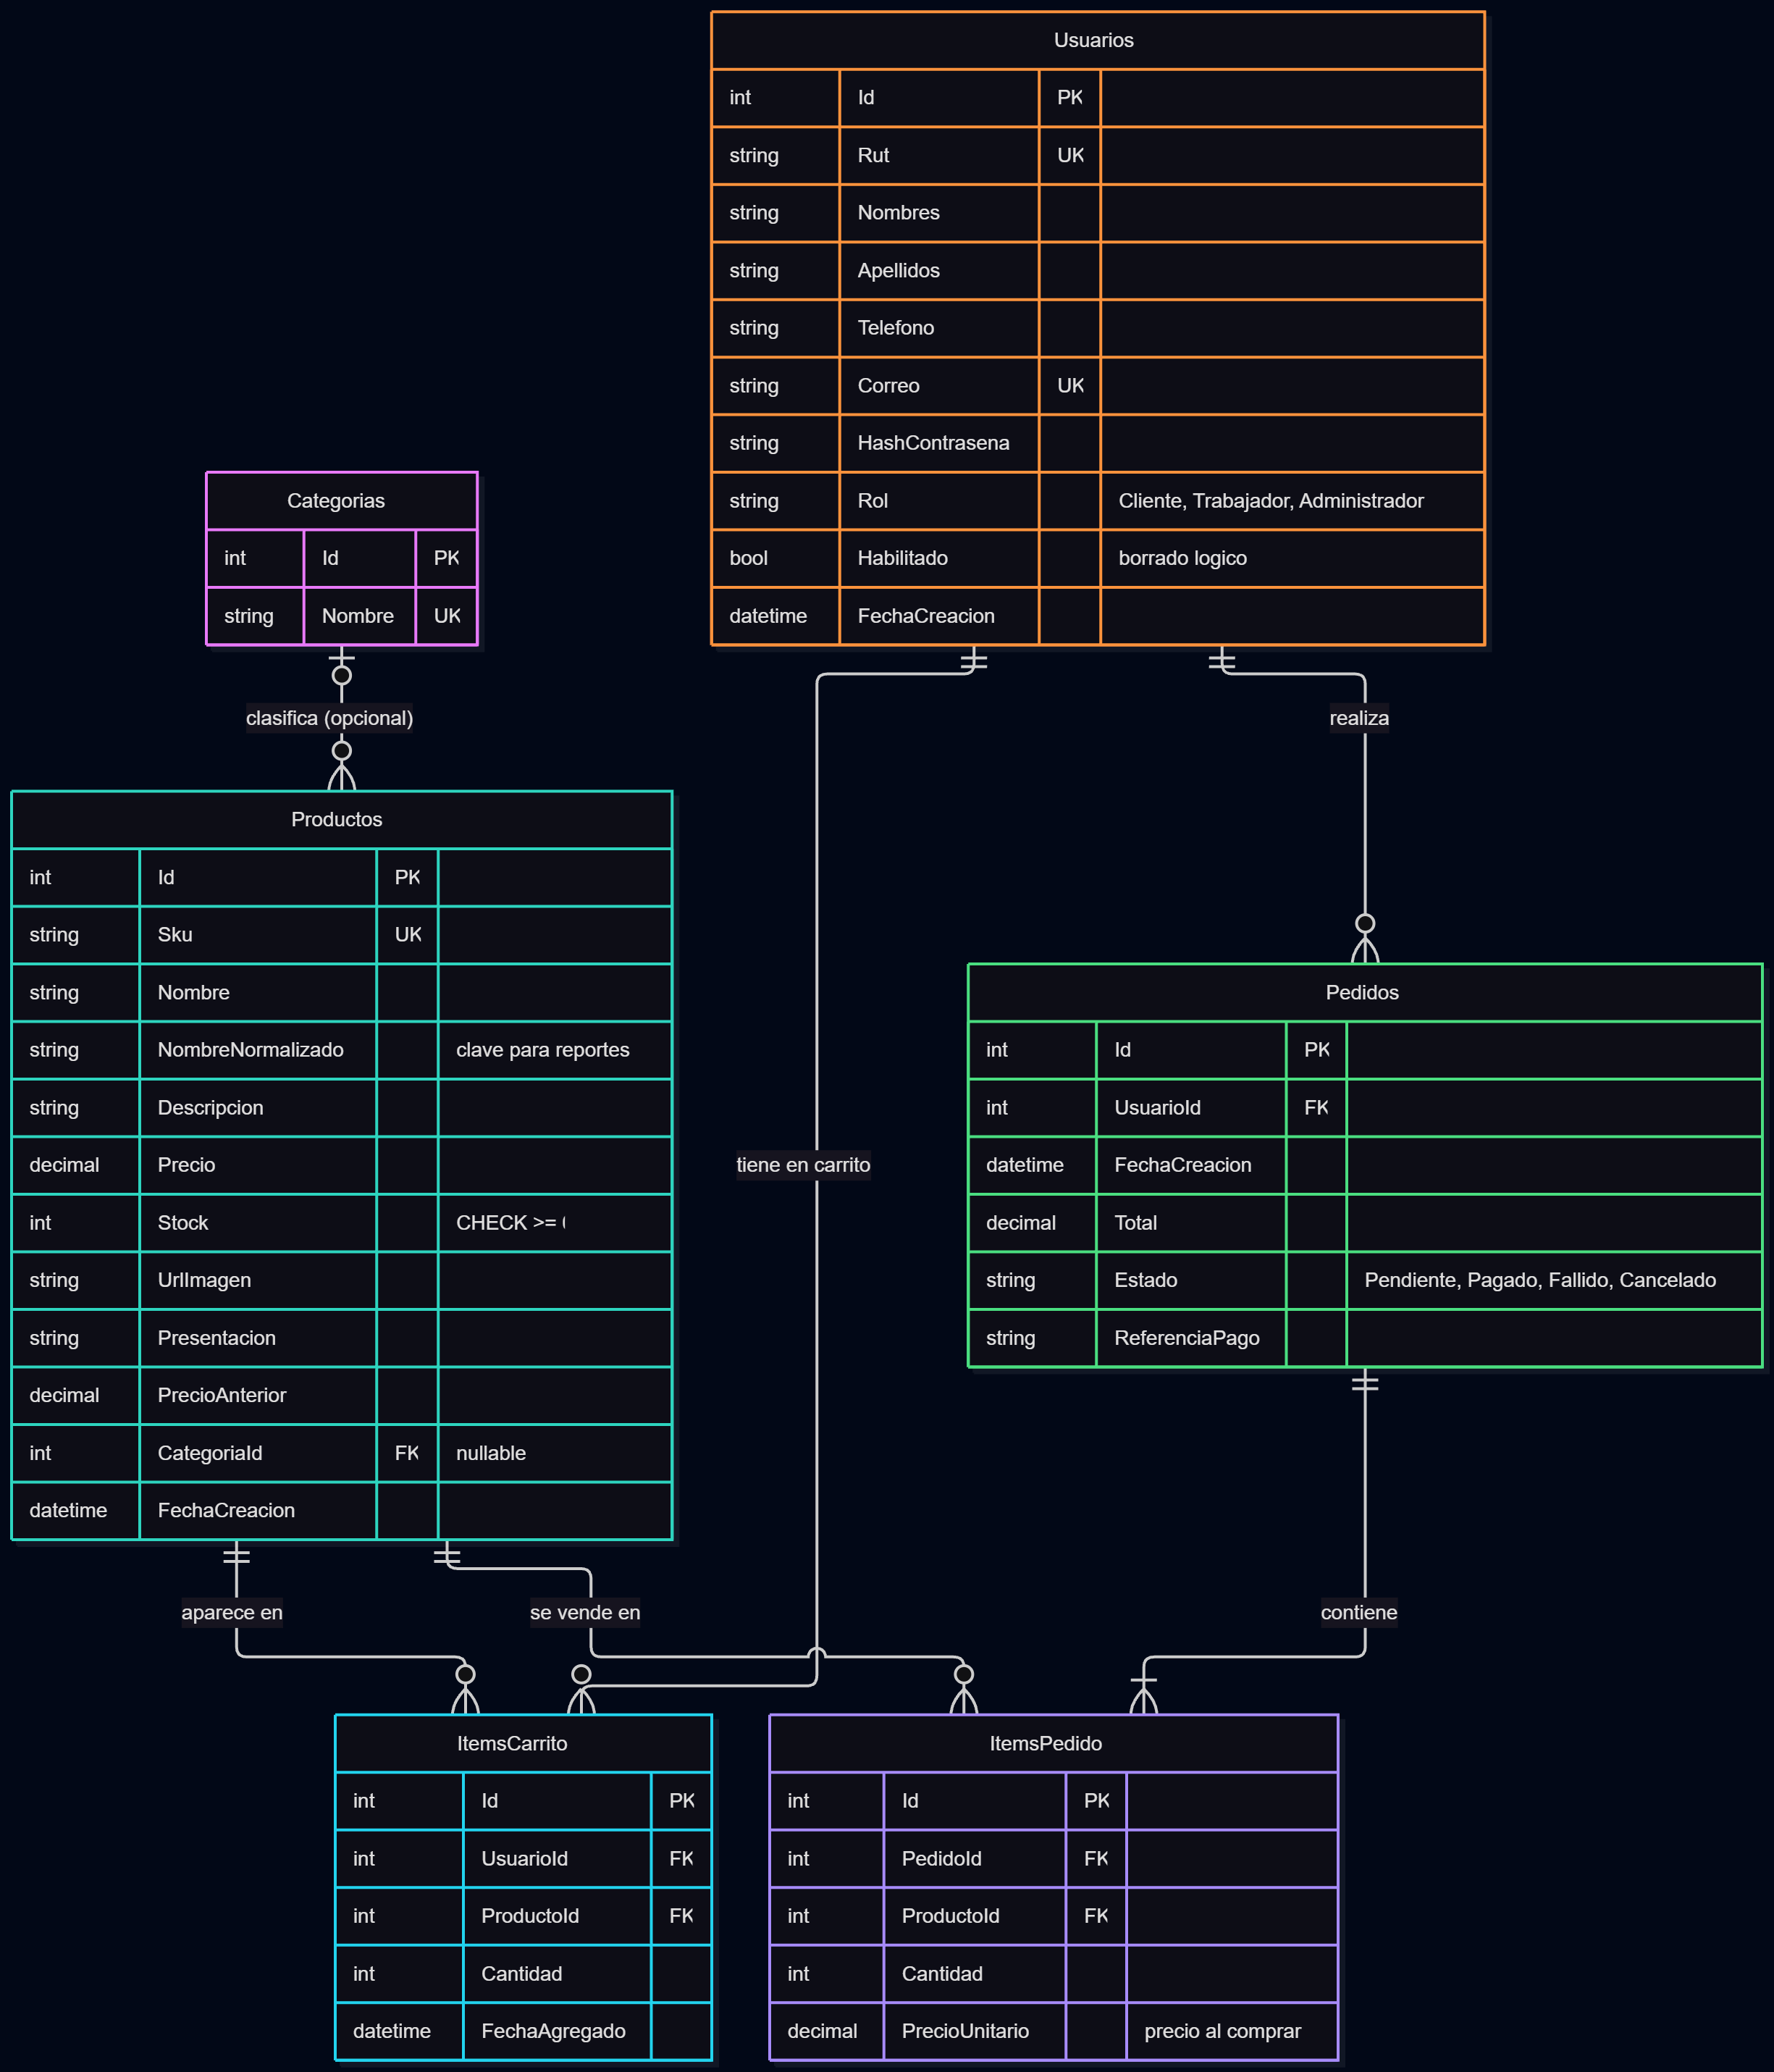 Usuarios
int Id PK
string Rut UK
string Nombres
string Apellidos
string Telefono
string Correo UK
string HashContrasena
string Rol Cliente, Trabajador, Administrador
bool Habilitado borrado logico
datetime FechaCreacion
Categorias
int Id PK
string Nombre UK
clasifica (opcional)
realiza
Productos
int Id PK
string Sku UK
string Nombre
string NombreNormalizado clave para reportes
string Descripcion
decimal Precio
int Stock CHECK >=
string UrlImagen
string Presentacion
decimal PrecioAnterior
int CategoriaId FK nullable
datetime FechaCreacion
tiene en carrito
Pedidos
int Id PK
int UsuarioId FK
datetime FechaCreacion
decimal Total
string Estado Pendiente, Pagado, Fallido, Cancelado
string ReferenciaPago
aparece en
se vende en
contiene
ItemsCarrito
int Id PK
int UsuarioId FK
int ProductoId FK
int Cantidad
datetime FechaAgregado
ItemsPedido
int Id PK
int PedidoId FK
int ProductoId FK
int Cantidad
decimal PrecioUnitario precio al comprar